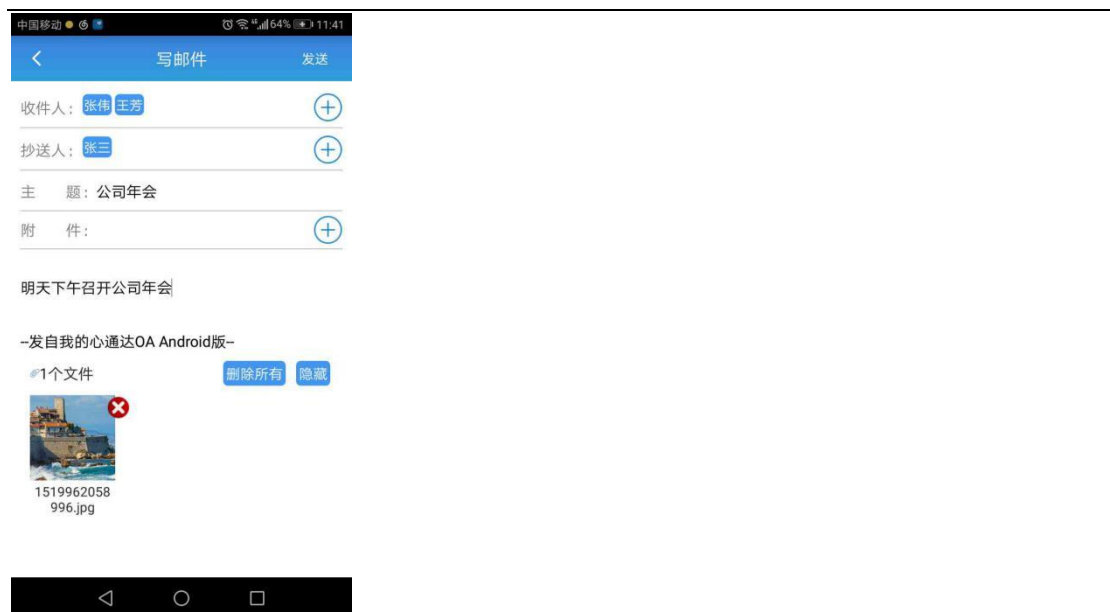 中国移动 64% 11:41
写邮件 发送
收件人: 张伟 王芳
抄送人: 张三
主 题: 公司年会
附 件:
明天下午召开公司年会
--发自我的心通达OA Android版--
1个文件 删除所有 隐藏
1519962058
996.jpg